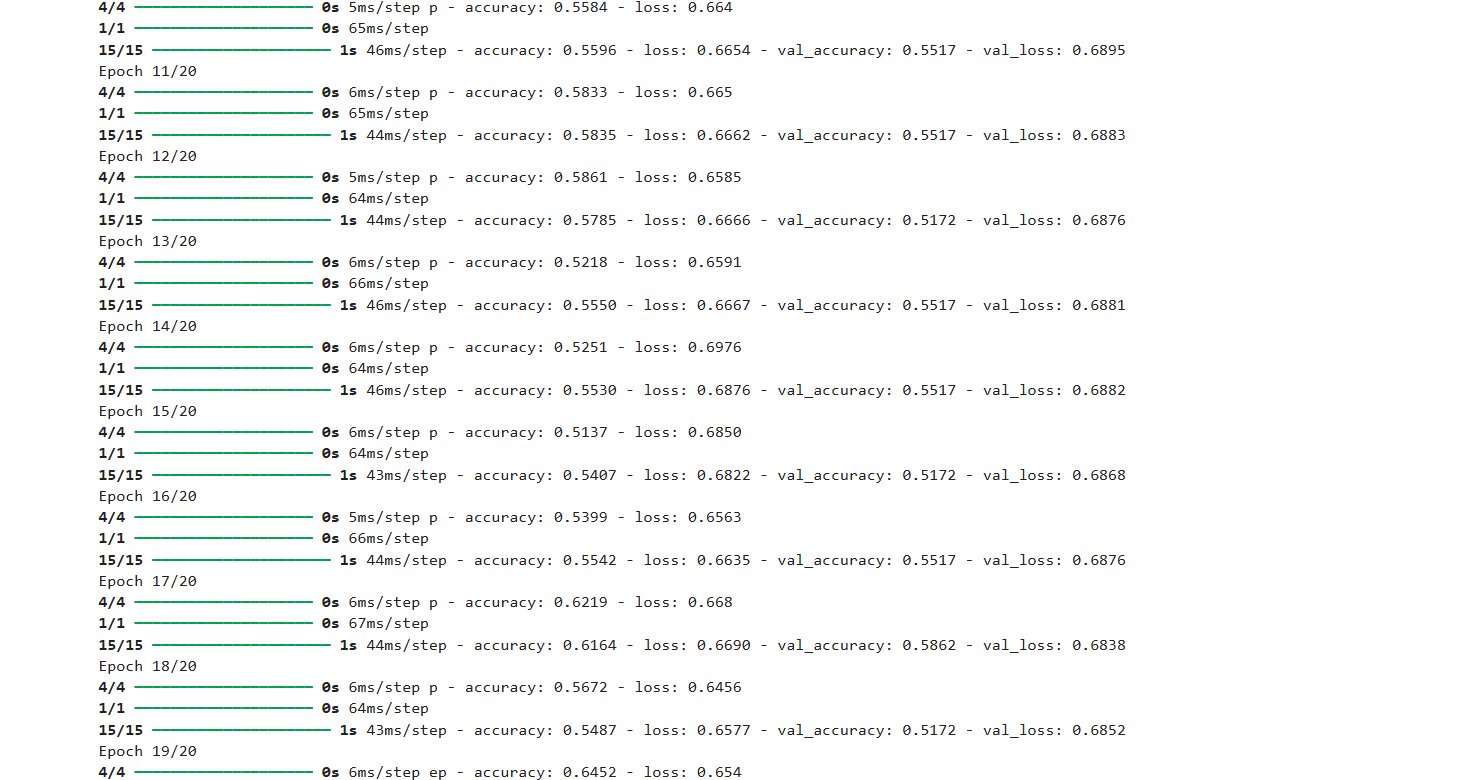 4/4 ━━━━━━━━━━━━━━━━━━━━ 0s 5ms/step p - accuracy: 0.5584 - loss: 0.664
1/1 ━━━━━━━━━━━━━━━━━━━━ 0s 65ms/step
15/15 ━━━━━━━━━━━━━━━━━━━━ 1s 46ms/step - accuracy: 0.5596 - loss: 0.6654 - val_accuracy: 0.5517 - val_loss: 0.6895
Epoch 11/20
4/4 ━━━━━━━━━━━━━━━━━━━━ 0s 6ms/step p - accuracy: 0.5833 - loss: 0.665
1/1 ━━━━━━━━━━━━━━━━━━━━ 0s 65ms/step
15/15 ━━━━━━━━━━━━━━━━━━━━ 1s 44ms/step - accuracy: 0.5835 - loss: 0.6662 - val_accuracy: 0.5517 - val_loss: 0.6883
Epoch 12/20
4/4 ━━━━━━━━━━━━━━━━━━━━ 0s 5ms/step p - accuracy: 0.5861 - loss: 0.6585
1/1 ━━━━━━━━━━━━━━━━━━━━ 0s 64ms/step
15/15 ━━━━━━━━━━━━━━━━━━━━ 1s 44ms/step - accuracy: 0.5785 - loss: 0.6666 - val_accuracy: 0.5172 - val_loss: 0.6876
Epoch 13/20
4/4 ━━━━━━━━━━━━━━━━━━━━ 0s 6ms/step p - accuracy: 0.5218 - loss: 0.6591
1/1 ━━━━━━━━━━━━━━━━━━━━ 0s 66ms/step
15/15 ━━━━━━━━━━━━━━━━━━━━ 1s 46ms/step - accuracy: 0.5550 - loss: 0.6667 - val_accuracy: 0.5517 - val_loss: 0.6881
Epoch 14/20
4/4 ━━━━━━━━━━━━━━━━━━━━ 0s 6ms/step p - accuracy: 0.5251 - loss: 0.6976
1/1 ━━━━━━━━━━━━━━━━━━━━ 0s 64ms/step
15/15 ━━━━━━━━━━━━━━━━━━━━ 1s 46ms/step - accuracy: 0.5530 - loss: 0.6876 - val_accuracy: 0.5517 - val_loss: 0.6882
Epoch 15/20
4/4 ━━━━━━━━━━━━━━━━━━━━ 0s 6ms/step p - accuracy: 0.5137 - loss: 0.6850
1/1 ━━━━━━━━━━━━━━━━━━━━ 0s 64ms/step
15/15 ━━━━━━━━━━━━━━━━━━━━ 1s 43ms/step - accuracy: 0.5407 - loss: 0.6822 - val_accuracy: 0.5172 - val_loss: 0.6868
Epoch 16/20
4/4 ━━━━━━━━━━━━━━━━━━━━ 0s 5ms/step p - accuracy: 0.5399 - loss: 0.6563
1/1 ━━━━━━━━━━━━━━━━━━━━ 0s 66ms/step
15/15 ━━━━━━━━━━━━━━━━━━━━ 1s 44ms/step - accuracy: 0.5542 - loss: 0.6635 - val_accuracy: 0.5517 - val_loss: 0.6876
Epoch 17/20
4/4 ━━━━━━━━━━━━━━━━━━━━ 0s 6ms/step p - accuracy: 0.6219 - loss: 0.668
1/1 ━━━━━━━━━━━━━━━━━━━━ 0s 67ms/step
15/15 ━━━━━━━━━━━━━━━━━━━━ 1s 44ms/step - accuracy: 0.6164 - loss: 0.6690 - val_accuracy: 0.5862 - val_loss: 0.6838
Epoch 18/20
4/4 ━━━━━━━━━━━━━━━━━━━━ 0s 6ms/step p - accuracy: 0.5672 - loss: 0.6456
1/1 ━━━━━━━━━━━━━━━━━━━━ 0s 64ms/step
15/15 ━━━━━━━━━━━━━━━━━━━━ 1s 43ms/step - accuracy: 0.5487 - loss: 0.6577 - val_accuracy: 0.5172 - val_loss: 0.6852
Epoch 19/20
4/4 ━━━━━━━━━━━━━━━━━━━━ 0s 6ms/step ep - accuracy: 0.6452 - loss: 0.654